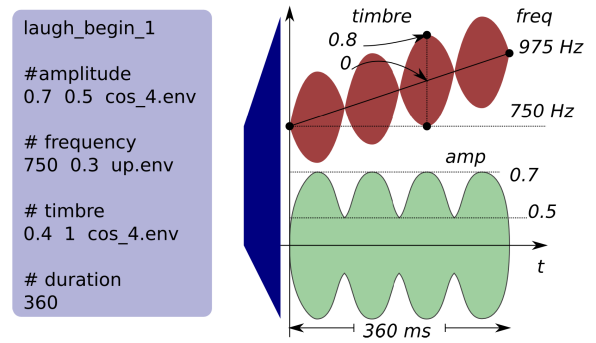 laugh_begin_1
#amplitude
0.7 0.5 cos_4.env
# frequency
750 0.3 up.env
# timbre
0.4 1 cos_4.env
# duration
360
timbre
freq
0.8
975 Hz
0
750 Hz
amp
0.7
0.5
t
360 ms